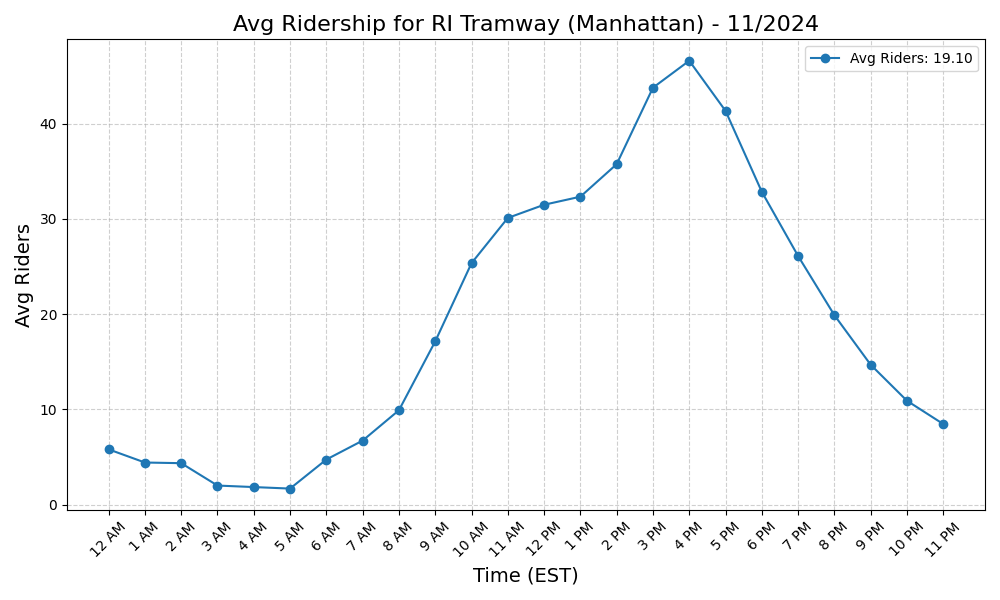 Avg Ridership for RI Tramway (Manhattan) - 11/2024
Avg Riders: 19.10
Avg Riders
40
30
20
10
0
12 AM
1 AM
2 AM
3 AM
4 AM
5 AM
6 AM
7 AM
8 AM
9 AM
10 AM
11 AM
12 PM
1 PM
2 PM
3 PM
4 PM
5 PM
6 PM
7 PM
8 PM
9 PM
10 PM
11 PM
Time (EST)